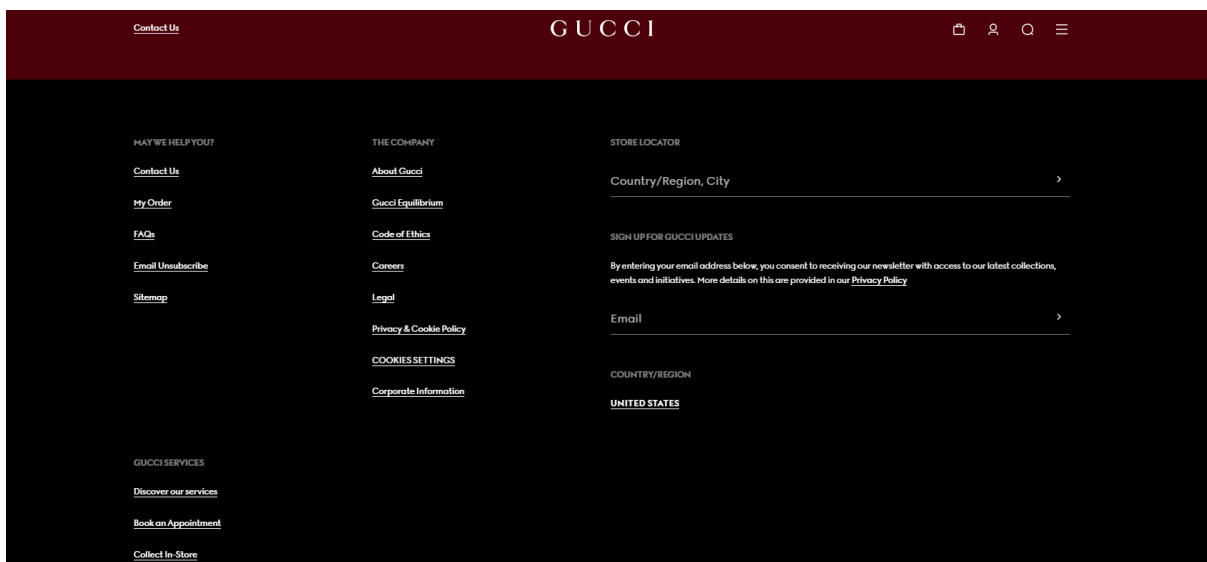 Contact Us
GUCCI
MAY WE HELP YOU?
Contact Us
My Order
FAQs
Email Unsubscribe
Sitemap
THE COMPANY
About Gucci
Gucci Equilibrium
Code of Ethics
Careers
Legal
Privacy & Cookie Policy
COOKIES SETTINGS
Corporate Information
STORE LOCATOR
Country/Region, City
SIGN UP FOR GUCCI UPDATES
By entering your email address below, you consent to receiving our newsletter with access to our latest collections,
events and initiatives. More details on this are provided in our Privacy Policy
Email
COUNTRY/REGION
UNITED STATES
GUCCI SERVICES
Discover our services
Book an Appointment
Collect In-Store